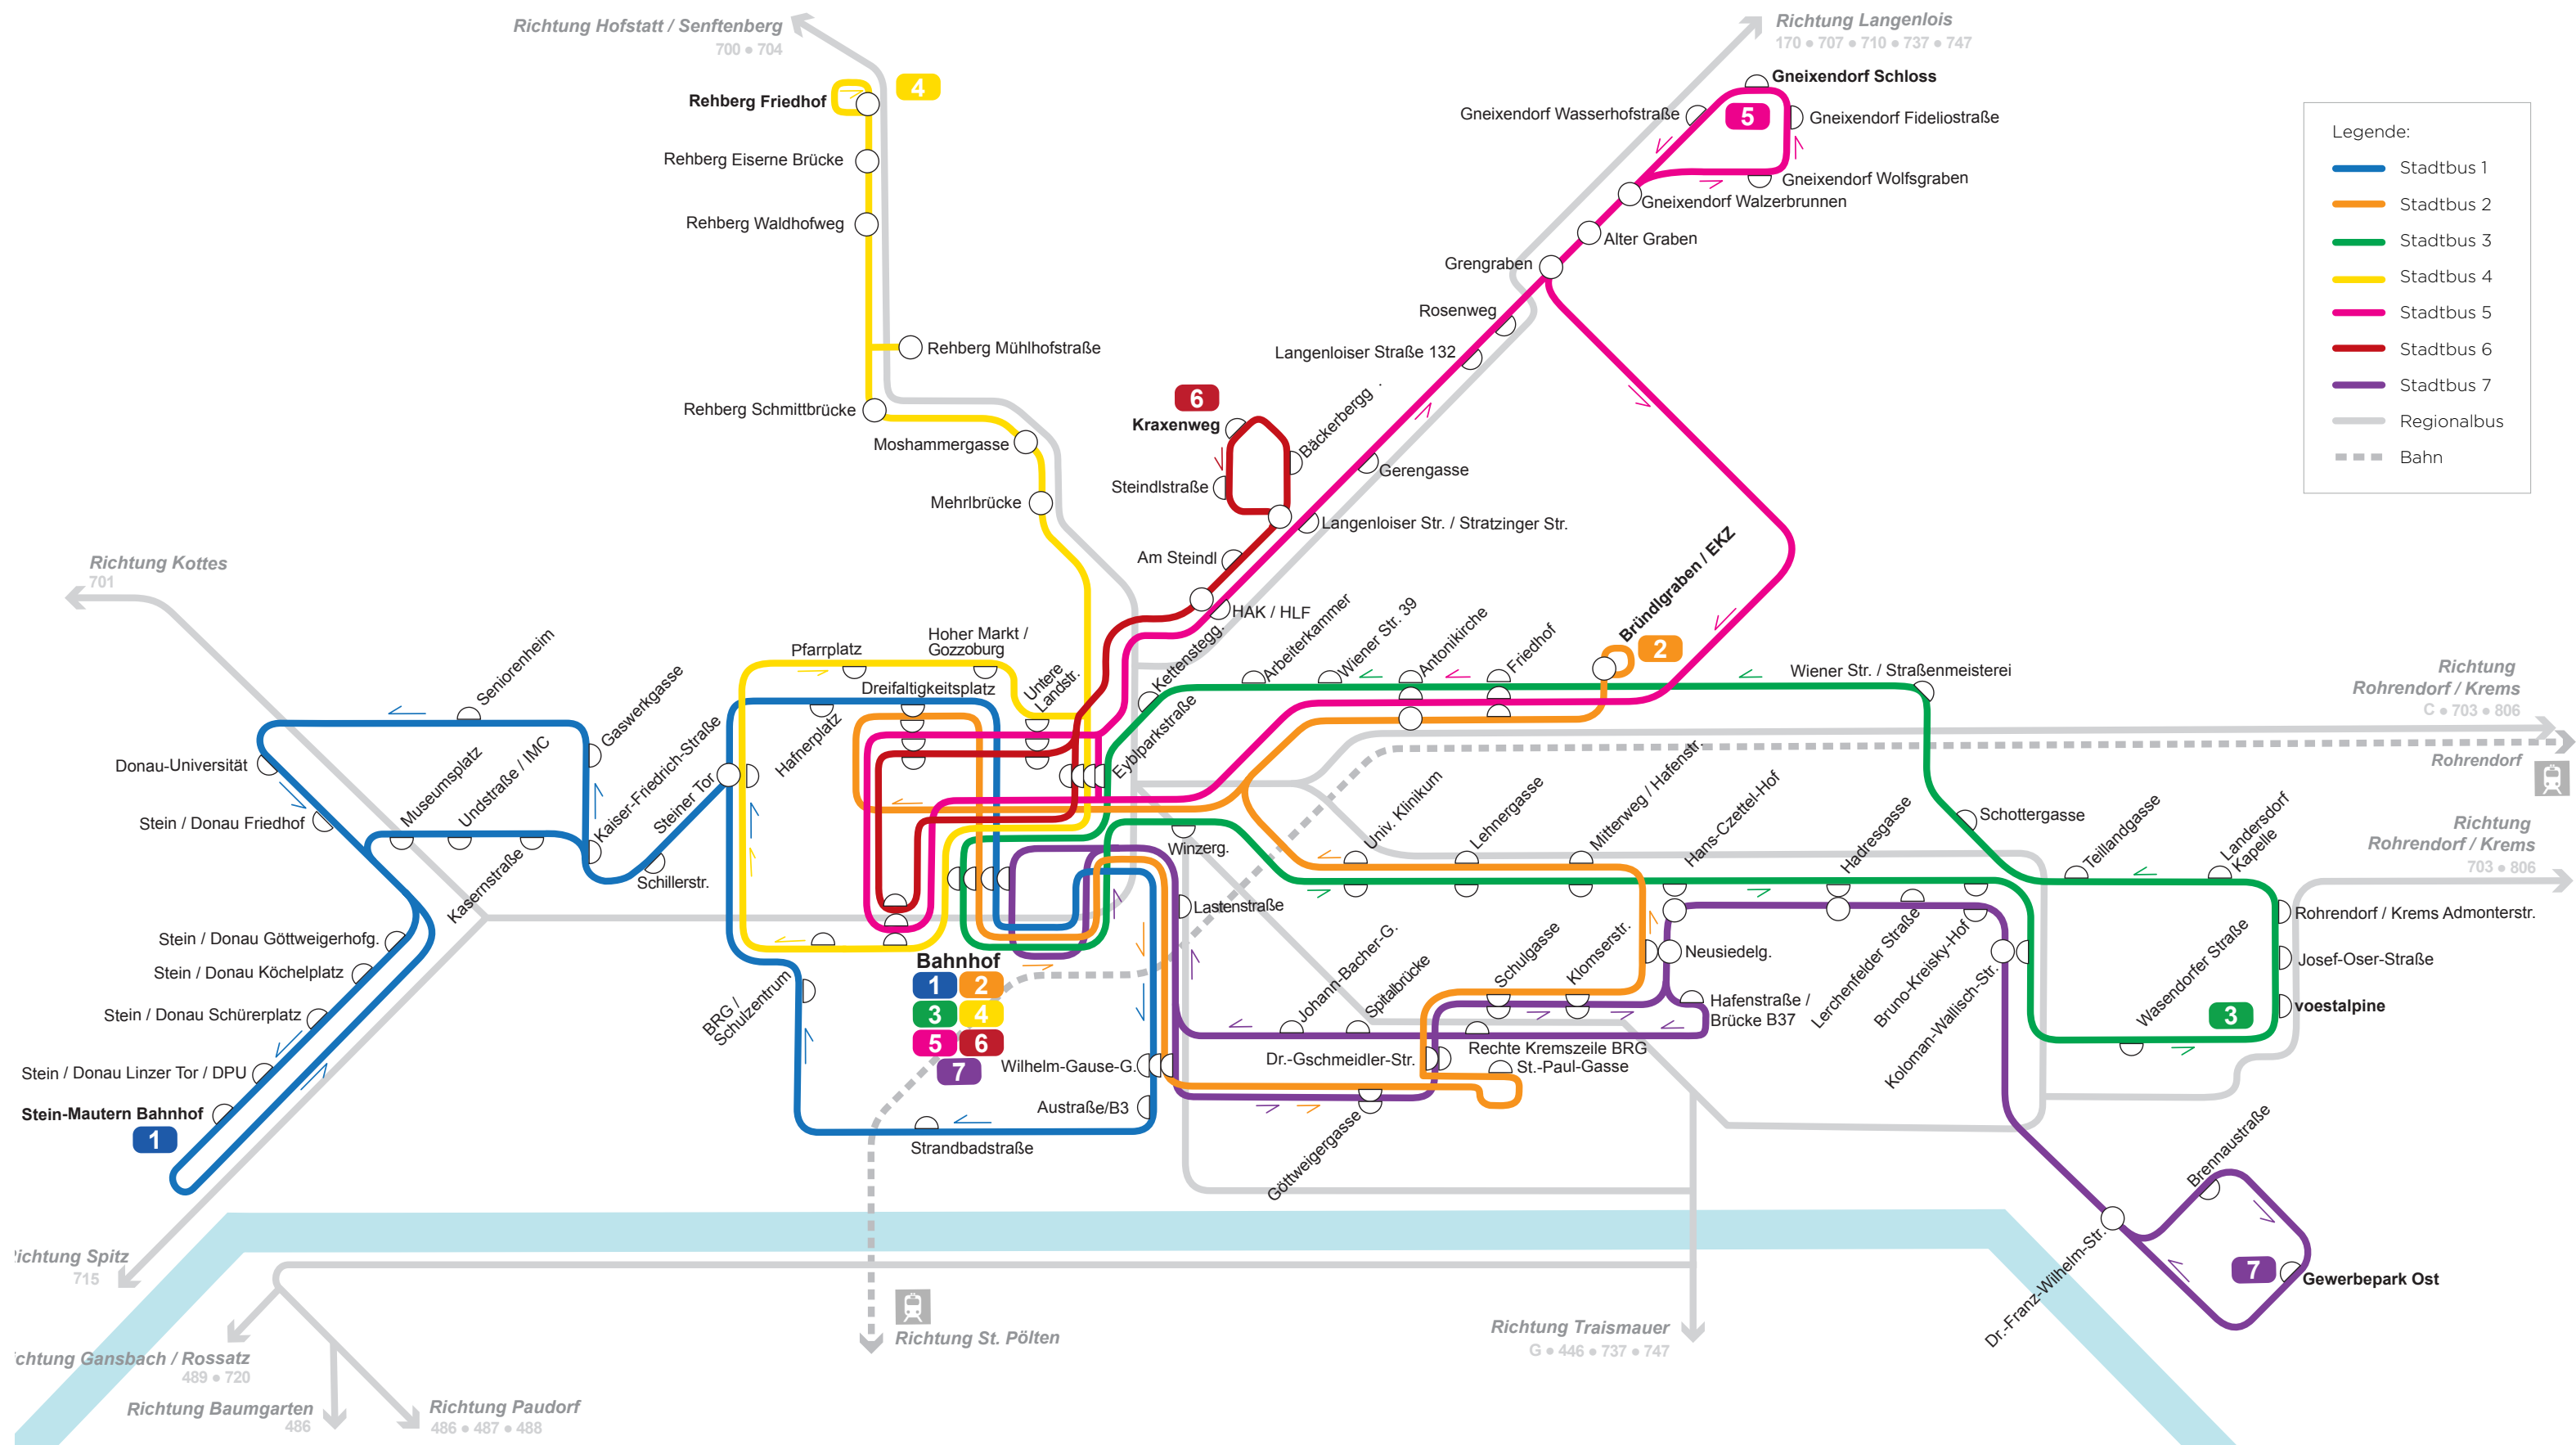 Richtung Hofstatt / Senftenberg
700 ● 704
Richtung Langenlois
170 ● 707 ● 710 ● 737 ● 747
4
Rehberg Friedhof
Rehberg Eiserne Brücke
Rehberg Waldhofweg
Rehberg Mühlhofstraße
Rehberg Schmittbrücke
Moshammergasse
Mehrlbrücke
Gneixendorf Schloss
Gneixendorf Wasserhofstraße
5
Gneixendorf Fideliostraße
Gneixendorf Wolfsgraben
Gneixendorf Walzerbrunnen
Alter Graben
Grengraben
Rosenweg
Langenloiser Straße 132
Gerengasse
Langenloiser Str. / Stratzinger Str.
HAK / HLF
6
Kraxenweg
Bäckerbergg .
Steindlstraße
Am Steindl
Legende:
Stadtbus 1
Stadtbus 2
Stadtbus 3
Stadtbus 4
Stadtbus 5
Stadtbus 6
Stadtbus 7
Regionalbus
Bahn
Richtung Kottes
701
Seniorenheim
Gaswerkgasse
Donau-Universität
Museumsplatz
Undstraße / IMC
Kaiser-Friedrich-Straße
Steiner Tor
Stein / Donau Friedhof
Kasernstraße
Schillerstr.
Stein / Donau Göttweigerhofg.
Stein / Donau Köchelplatz
Stein / Donau Schürerplatz
Stein / Donau Linzer Tor / DPU
Stein-Mautern Bahnhof
1
Pfarrplatz
Hoher Markt /
Gozzoburg
Dreifaltigkeitsplatz
Untere
Landstr.
Hafnerplatz
Kettenstegg.
Eyblparkstraße
Arbeiterkammer
Wiener Str. 39
Antonikirche
Friedhof
Bründlgraben / EKZ
2
Wiener Str. / Straßenmeisterei
Richtung
Rohrendorf / Krems
C ● 703 ● 806
Rohrendorf
Richtung
Rohrendorf / Krems
703 ● 806
Schottergasse
Teillandgasse
Landersdorf
Kapelle
Rohrendorf / Krems Admonterstr.
Josef-Oser-Straße
voestalpine
3
Wasendorfer Straße
Winzerg.
Univ. Klinikum
Lehnergasse
Mitterweg / Hafenstr.
Hans-Czettel-Hof
Hadresgasse
Lastenstraße
Johann-Bacher-G.
Spitalbrücke
Schulgasse
Klomserstr.
Neusiedelg.
Hafenstraße /
Brücke B37
Lerchenfelder Straße
Bruno-Kreisky-Hof
Koloman-Wallisch-Str.
Rechte Kremszeile BRG
Dr.-Gschmeidler-Str.
St.-Paul-Gasse
Göttweigergasse
BRG /
Schulzentrum
Bahnhof
1 2
3 4
5 6
7
Wilhelm-Gause-G.
Austraße/B3
Strandbadstraße
Brennaustraße
Dr.-Franz-Wilhelm-Str.
7
Gewerbepark Ost
ichtung Spitz
715
chtung Gansbach / Rossatz
489 ● 720
Richtung Baumgarten
486
Richtung Paudorf
486 ● 487 ● 488
Richtung St. Pölten
Richtung Traismauer
G ● 446 ● 737 ● 747